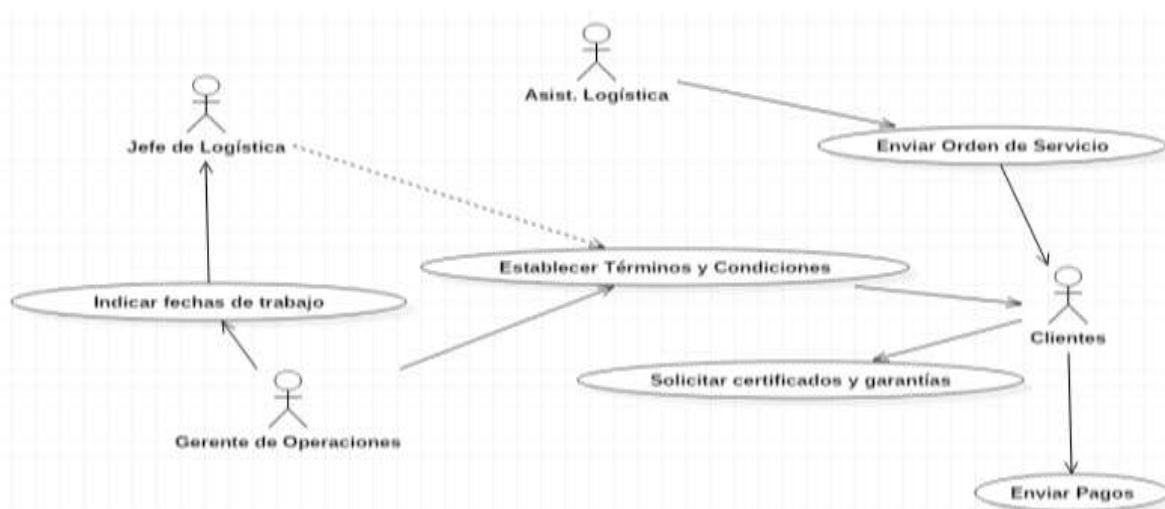 Asist. Logística
Jefe de Logística
Enviar Orden de Servicio
Establecer Términos y Condiciones
Indicar fechas de trabajo
Clientes
Solicitar certificados y garantías
Gerente de Operaciones
Enviar Pagos